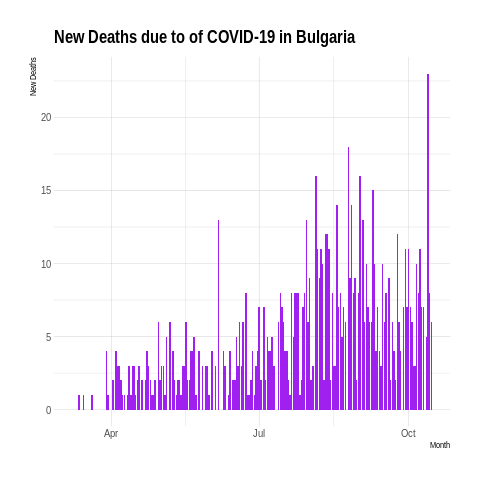 New Deaths due to of COVID-19 in Bulgaria
New Deaths
20
15
10
5
0
Apr
Jul
Oct
Month